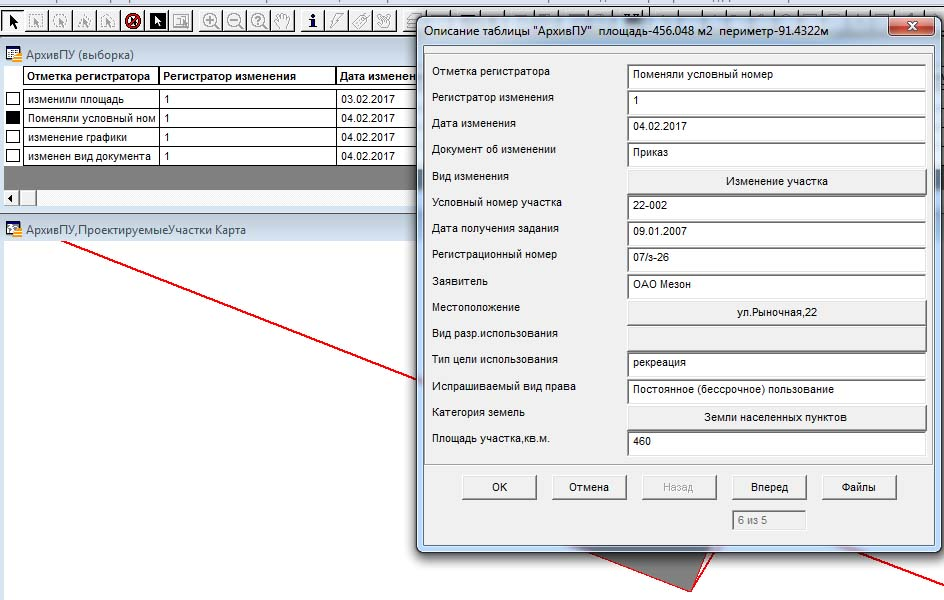 АрхивПУ (выборка)
Отметка регистратора Регистратор изменения Дата изменен
изменили площадь 1 03.02.2017
Поменяли условный ном 1 04.02.2017
изменение графики 1 04.02.2017
изменен вид документа 1 04.02.2017
АрхивПУ,ПроектируемыеУчастки Карта
Описание таблицы "АрхивПУ" площадь-456.048 м2 периметр-91.4322м
Отметка регистратора Поменяли условный номер
Регистратор изменения 1
Дата изменения 04.02.2017
Документ об изменении Приказ
Вид изменения Изменение участка
Условный номер участка 22-002
Дата получения задания 09.01.2007
Регистрационный номер 07/з-26
Заявитель ОАО Мезон
Местоположение ул.Рыночная,22
Вид разр.использования
Тип цели использования рекреация
Испрашиваемый вид права Постоянное (бессрочное) пользование
Категория земель Земли населенных пунктов
Площадь участка,кв.м. 460
ОК Отмена Назад Вперед Файлы
6 из 5